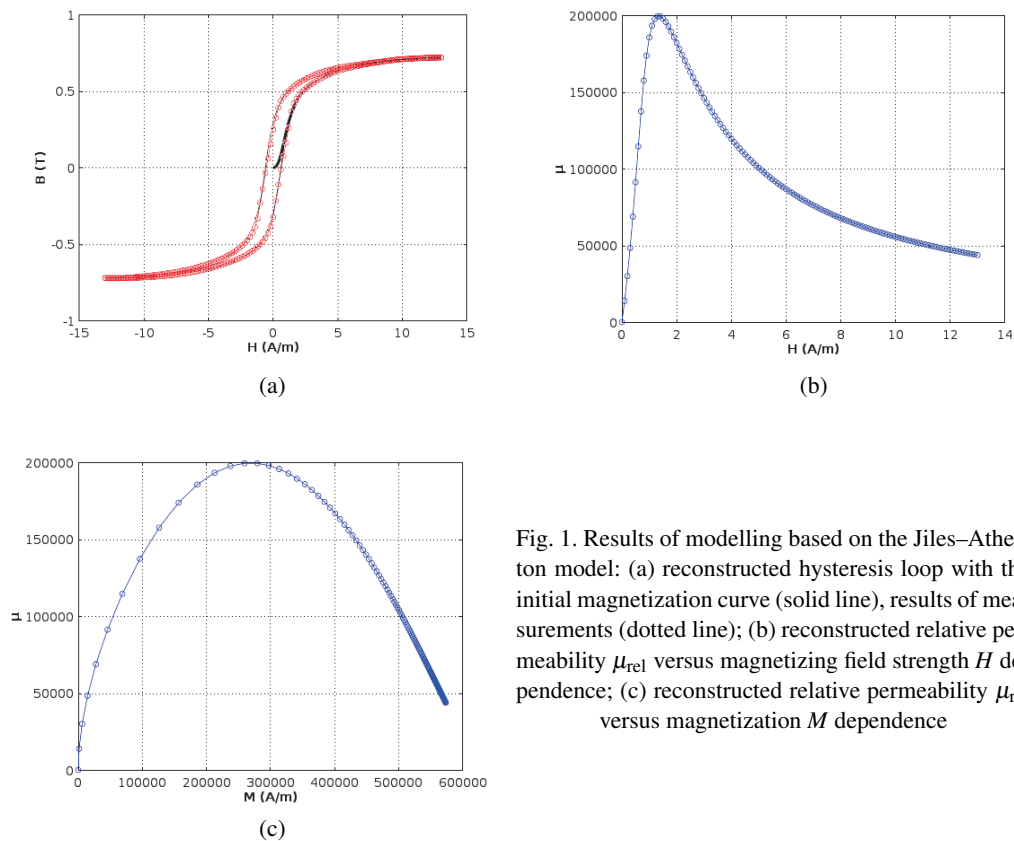 1
0.5
0
-0.5
-1
B (T)
-15 -10 -5 0 5 10 15
H (A/m)
(a)
200000
150000
100000
50000
0
μ
0 2 4 6 8 10 12 14
H (A/m)
(b)
200000
150000
100000
50000
0
μ
0 100000 200000 300000 400000 500000 600000
M (A/m)
(c)
Fig. 1. Results of modelling based on the Jiles–Ather
ton model: (a) reconstructed hysteresis loop with th
initial magnetization curve (solid line), results of mea
surements (dotted line); (b) reconstructed relative pe
meability μrel versus magnetizing field strength H de
pendence; (c) reconstructed relative permeability μr
versus magnetization M dependence